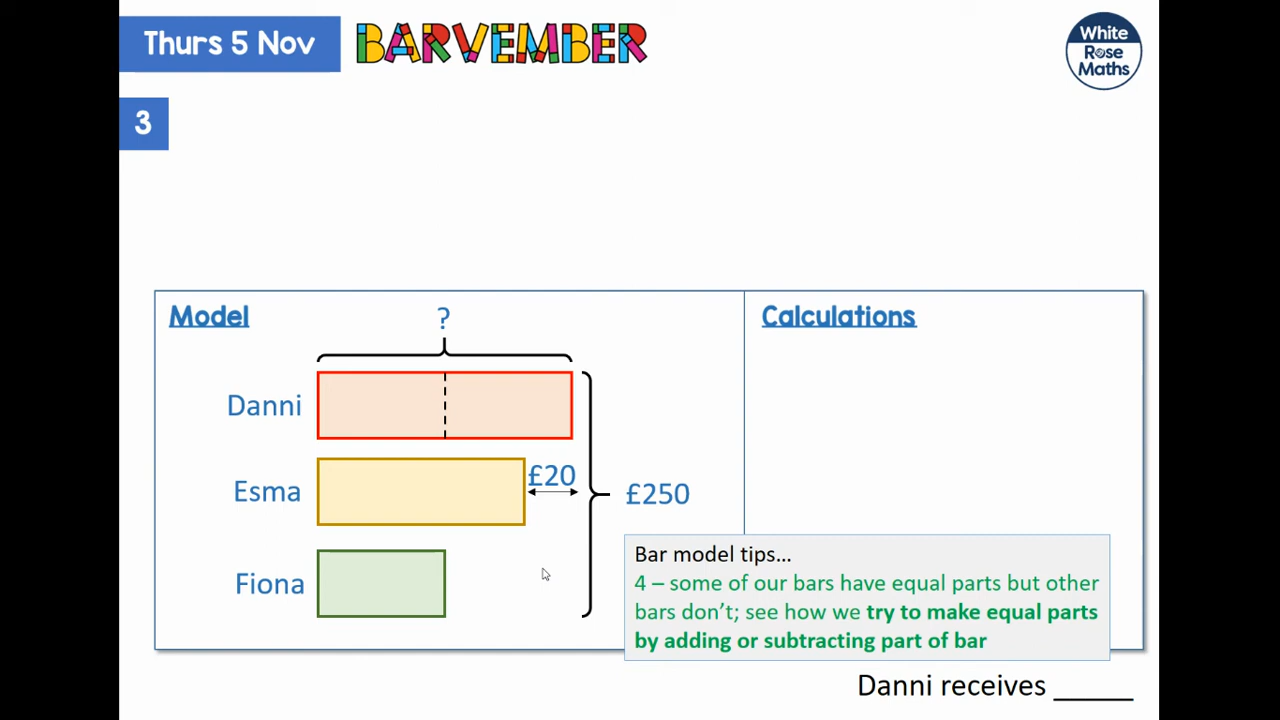 Thurs 5 Nov
BARVEMBER
White
Rose
Maths
3
Model
?
Calculations
Danni
Esma
£20
£250
Fiona
Bar model tips...
4 – some of our bars have equal parts but other
bars don't; see how we try to make equal parts
by adding or subtracting part of bar
Danni receives _____